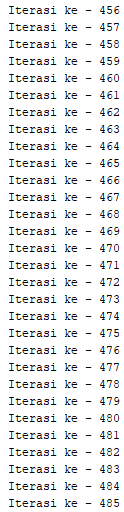 Iterasi ke - 456
Iterasi ke - 457
Iterasi ke - 458
Iterasi ke - 459
Iterasi ke - 460
Iterasi ke - 461
Iterasi ke - 462
Iterasi ke - 463
Iterasi ke - 464
Iterasi ke - 465
Iterasi ke - 466
Iterasi ke - 467
Iterasi ke - 468
Iterasi ke - 469
Iterasi ke - 470
Iterasi ke - 471
Iterasi ke - 472
Iterasi ke - 473
Iterasi ke - 474
Iterasi ke - 475
Iterasi ke - 476
Iterasi ke - 477
Iterasi ke - 478
Iterasi ke - 479
Iterasi ke - 480
Iterasi ke - 481
Iterasi ke - 482
Iterasi ke - 483
Iterasi ke - 484
Iterasi ke - 485